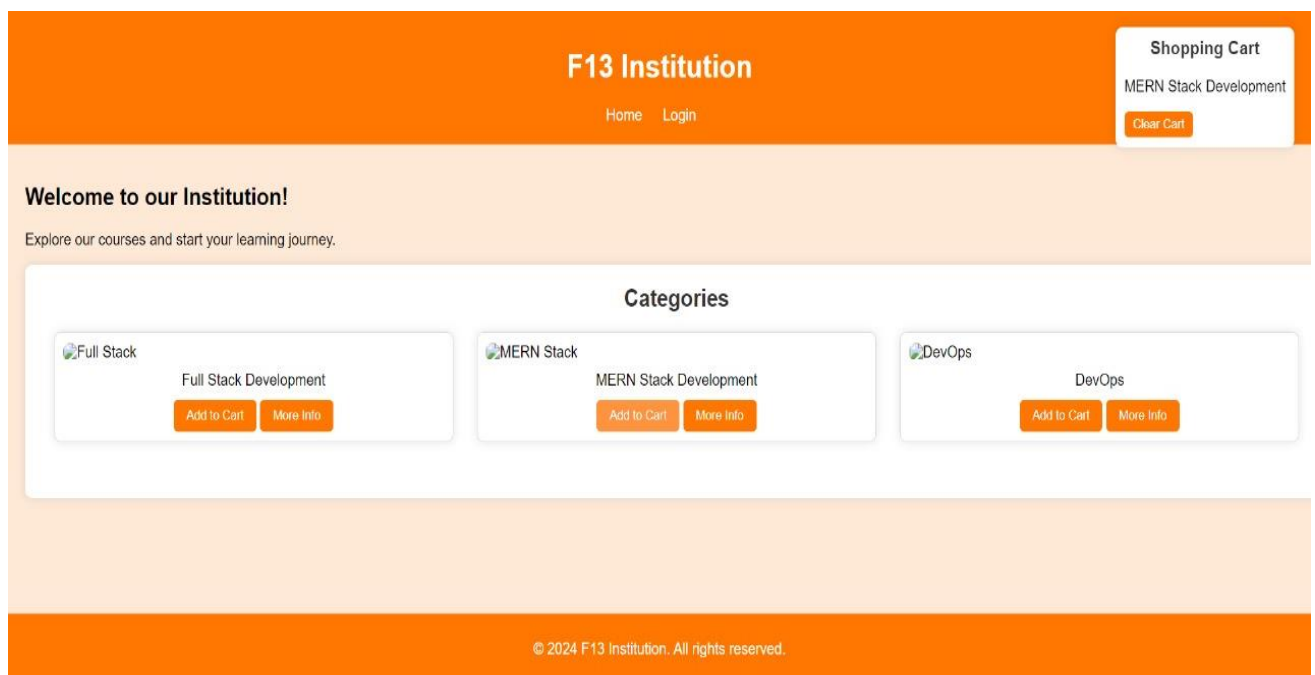 F13 Institution
Home Login
Shopping Cart
MERN Stack Development
Clear Cart
Welcome to our Institution!
Explore our courses and start your learning journey.
Categories
Full Stack
Full Stack Development
Add to Cart More Info
MERN Stack
MERN Stack Development
Add to Cart More Info
DevOps
DevOps
Add to Cart More Info
© 2024 F13 Institution. All rights reserved.